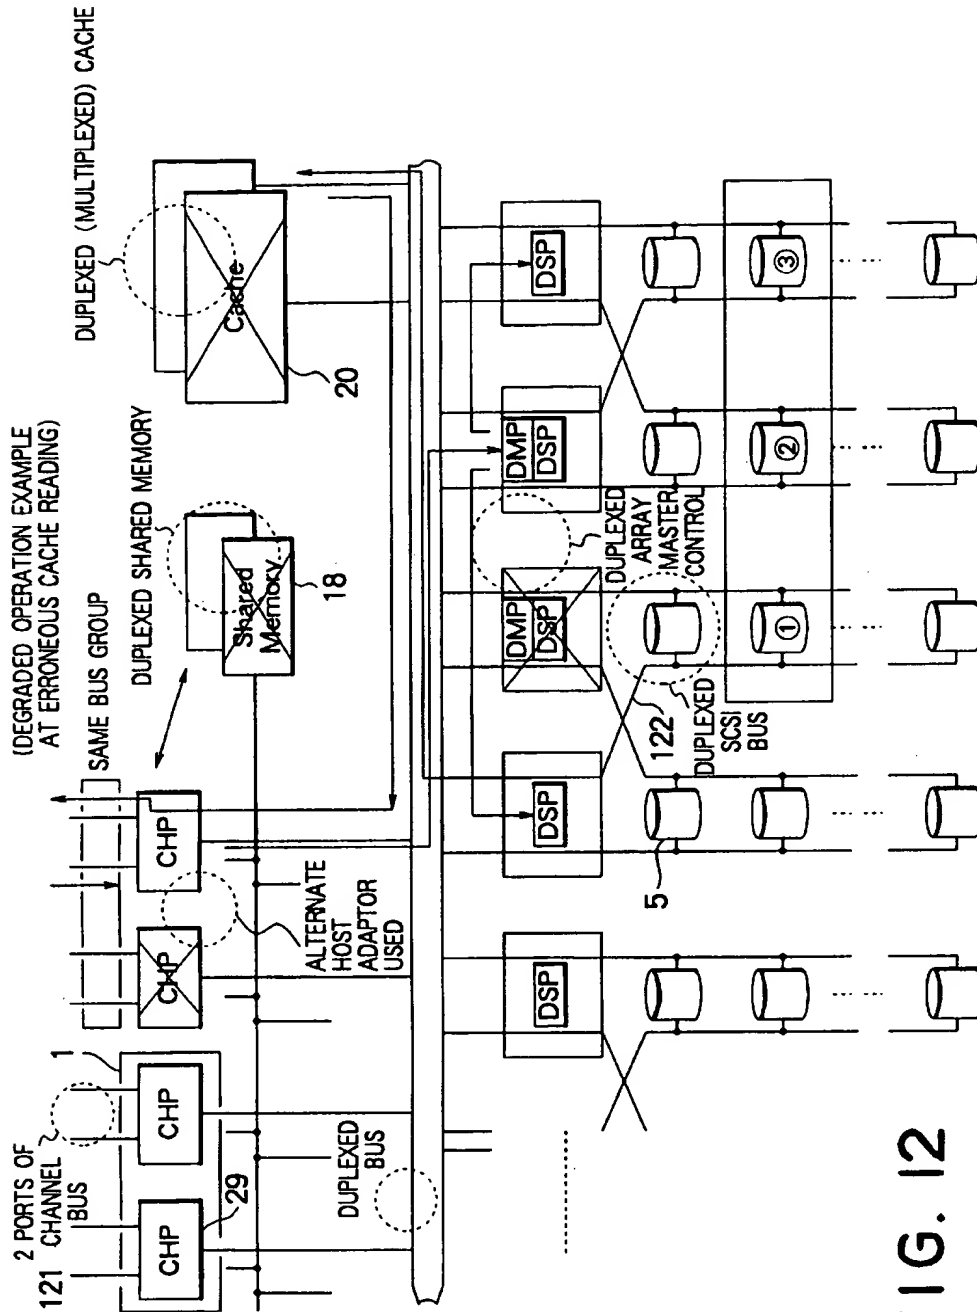 (DEGRADED OPERATION EXAMPLE
AT ERRONEOUS CACHE READING)
2 PORTS OF
CHANNEL
BUS
121
1
SAME BUS GROUP
DUPLEXED SHARED MEMORY
DUPLEXED (MULTIPLEXED) CACHE
CHP
CHP
CHP
CHP
29
Shared
Memory
18
Cache
20
ALTERNATE
HOST
ADAPTOR
USED
DUPLEXED
BUS
DSP
DSP
DMP
DSP
DMP
DSP
DSP
DUPLEXED
ARRAY
MASTER
CONTROL
122
DUPLEXED
SCSI
BUS
5
①
②
③
IG. 12